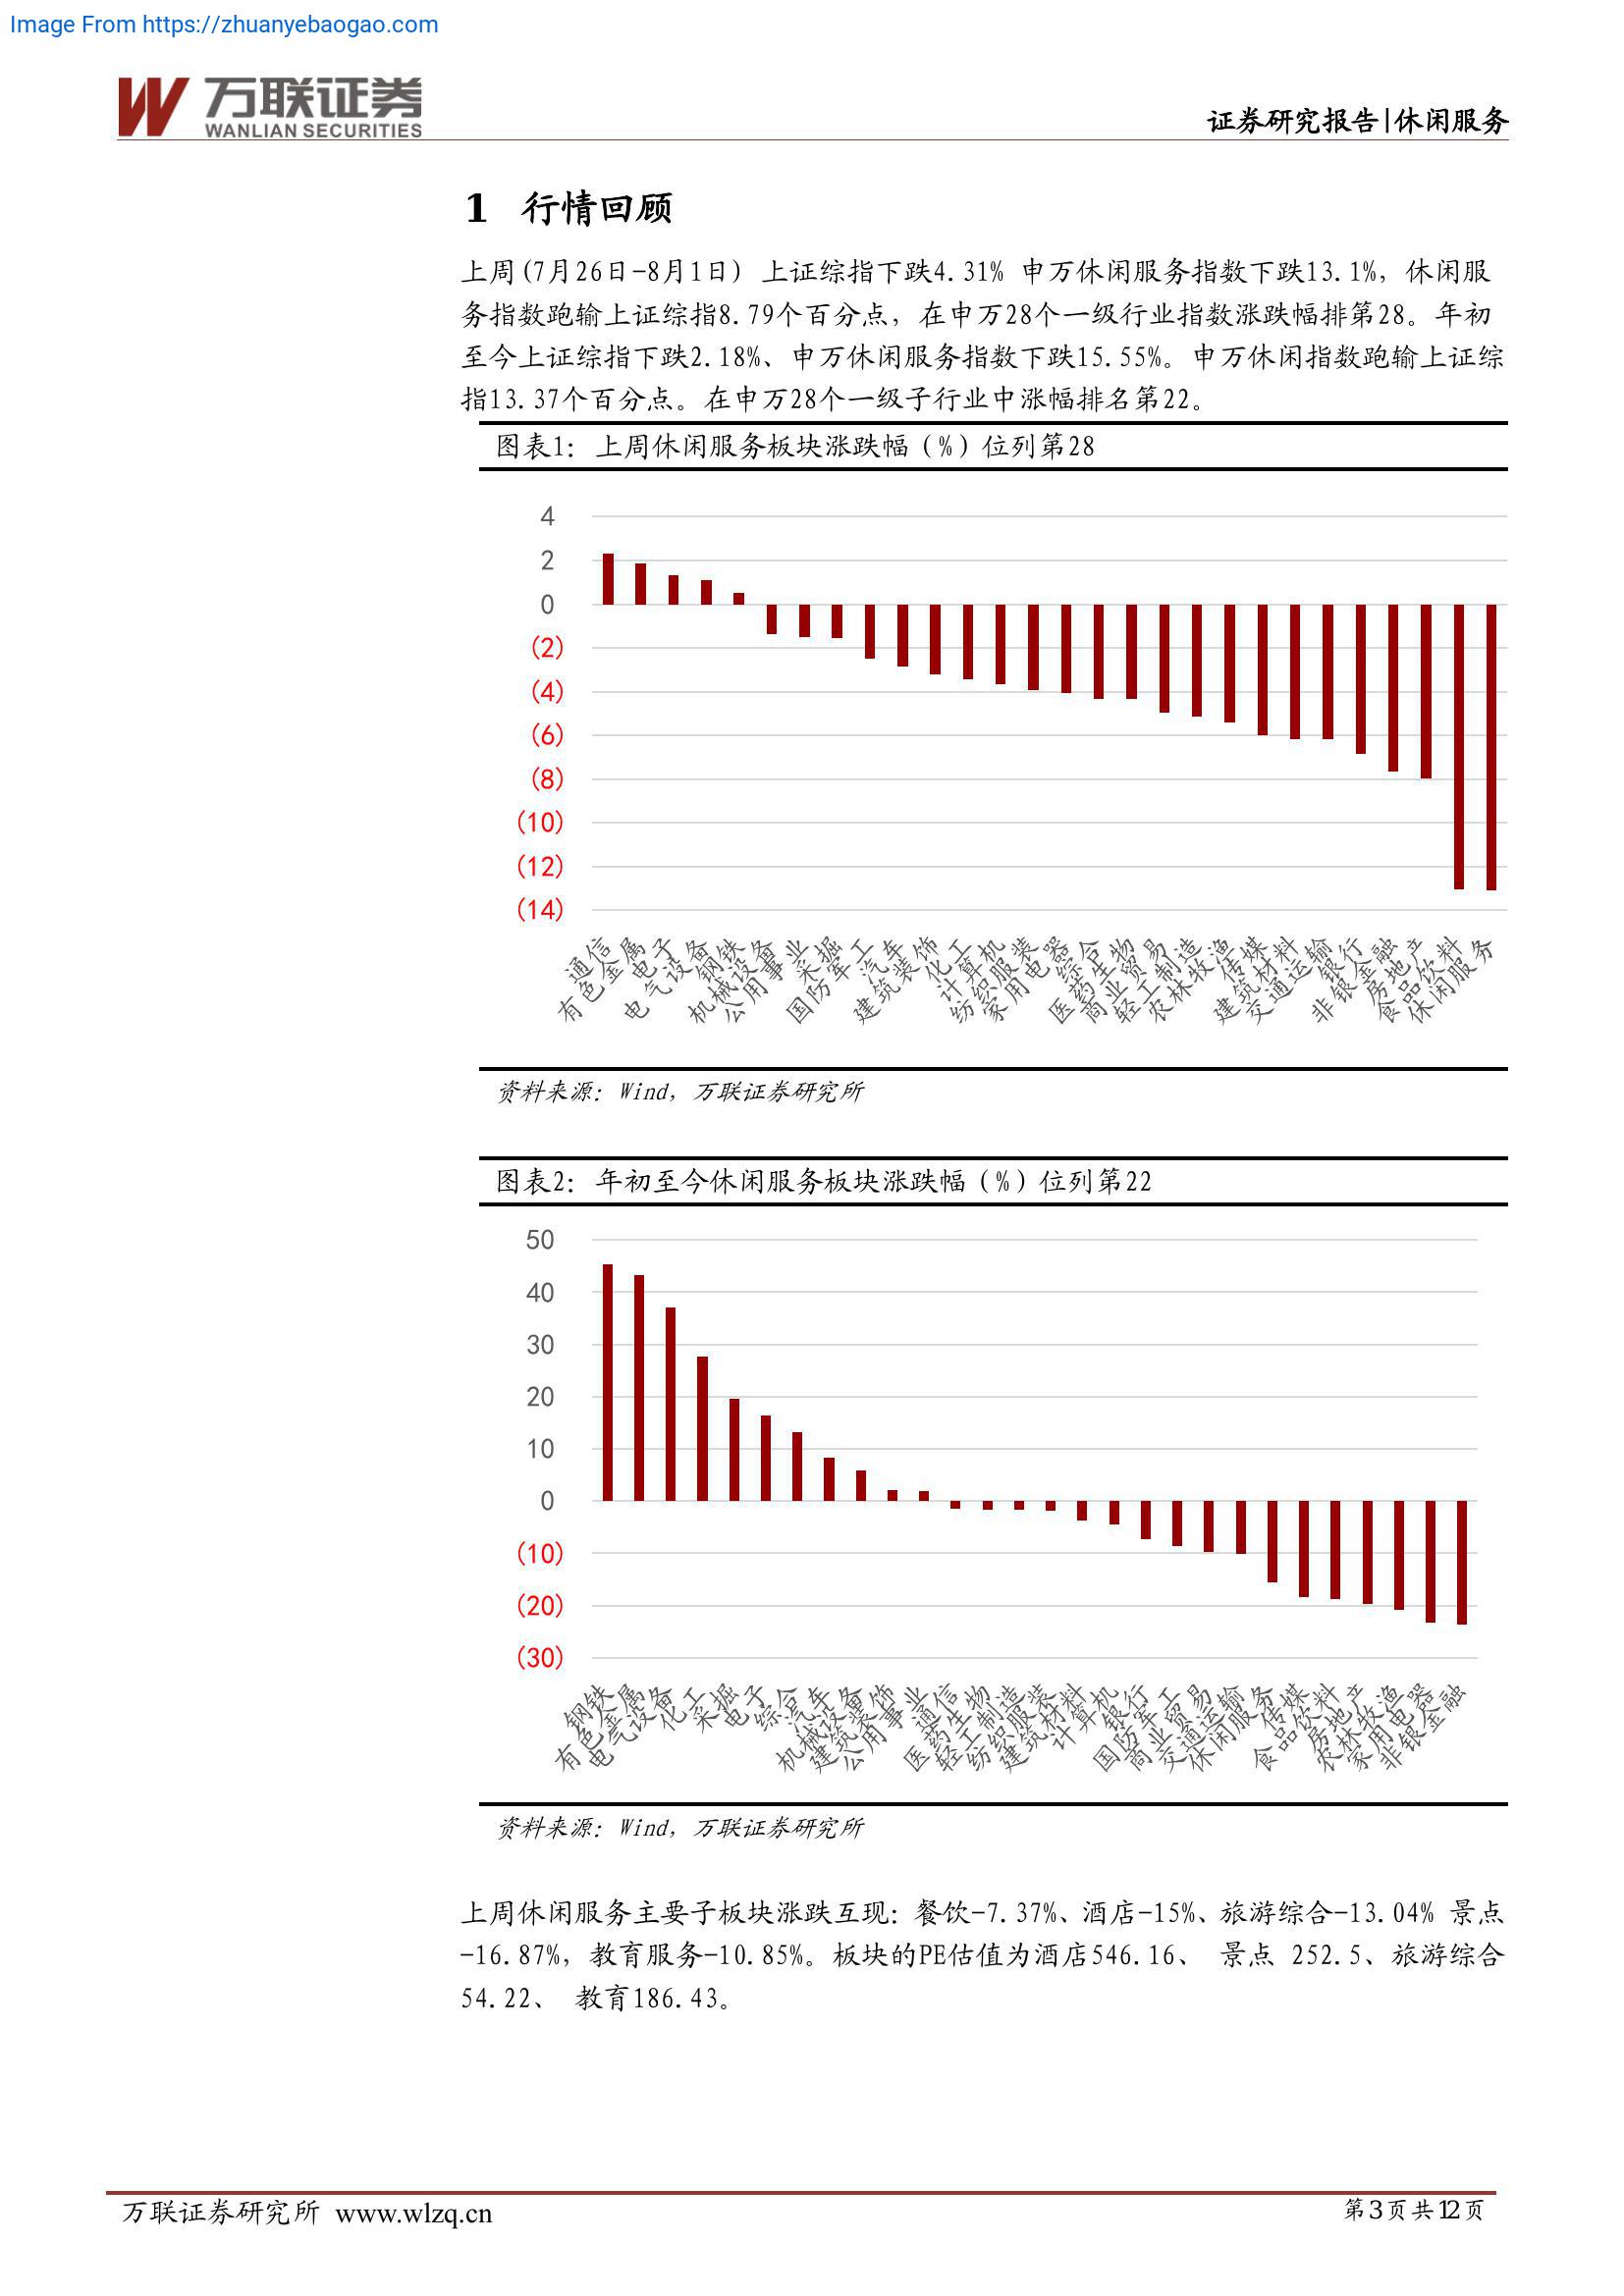 Image From https://zhuanyebaogao.com
万联证券
WANLIAN SECURITIES
证券研究报告|休闲服务
1 行情回顾
上周(7月26日-8月1日) 上证综指下跌4.31% 申万休闲服务指数下跌13.1%，休闲服
务指数跑输上证综指8.79个百分点，在申万28个一级行业指数涨跌幅排第28。年初
至今上证综指下跌2.18%、申万休闲服务指数下跌15.55%。申万休闲指数跑输上证综
指13.37个百分点。在申万28个一级子行业中涨幅排名第22。
图表1：上周休闲服务板块涨跌幅（%）位列第28
4
2
0
(2)
(4)
(6)
(8)
(10)
(12)
(14)
通信
有色金属
电子
电气设备
钢铁
机械设备
公用事业
采掘
国防军工
汽车
建筑装饰
化工
计算机
纺织服装
家用电器
综合
医药生物
商业贸易
轻工制造
农林牧渔
传媒
建筑材料
交通运输
银行
非银金融
房地产
食品饮料
休闲服务
资料来源：Wind，万联证券研究所
图表2：年初至今休闲服务板块涨跌幅（%）位列第22
50
40
30
20
10
0
(10)
(20)
(30)
钢铁
有色金属
电气设备
化工
采掘
电子
综合
汽车
机械设备
建筑装饰
公用事业
通信
医药生物
轻工制造
纺织服装
建筑材料
计算机
银行
国防军工
商业贸易
交通运输
休闲服务
传媒
食品饮料
房地产
农林牧渔
家用电器
非银金融
资料来源：Wind，万联证券研究所
上周休闲服务主要子板块涨跌互现：餐饮-7.37%、酒店-15%、旅游综合-13.04% 景点
-16.87%，教育服务-10.85%。板块的PE估值为酒店546.16、 景点 252.5、旅游综合
54.22、 教育186.43。
万联证券研究所 www.wlzq.cn
第3页共12页